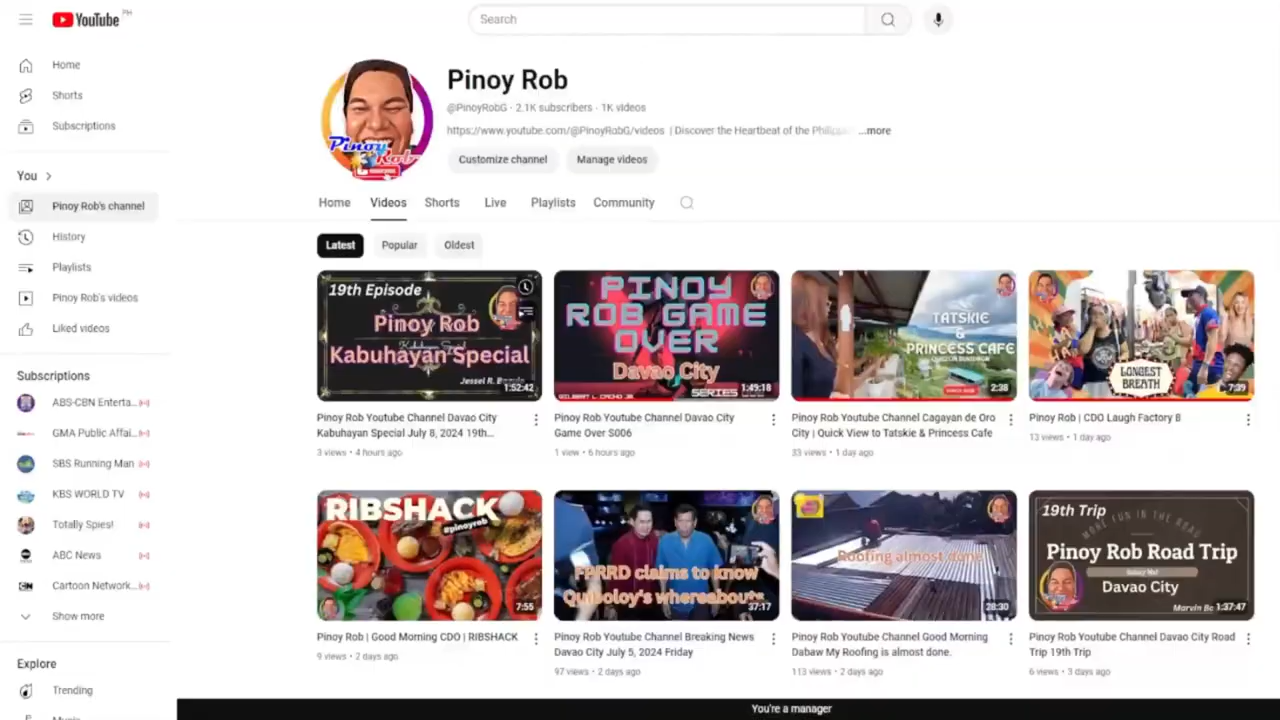 YouTube PH
Search
Home
Shorts
Subscriptions
You
Pinoy Rob's channel
History
Playlists
Pinoy Rob's videos
Liked videos
Subscriptions
ABS-CBN Enterta...
GMA Public Affai...
SBS Running Man
KBS WORLD TV
Totally Spies!
ABC News
Cartoon Network...
Show more
Explore
Trending
Pinoy Rob
@PinoyRobG · 2.1K subscribers · 1K videos
https://www.youtube.com/@PinoyRobG/videos | Discover the Heartbeat of the ...more
Customize channel
Manage videos
Home
Videos
Shorts
Live
Playlists
Community
Latest
Popular
Oldest
19th Episode
Pinoy Rob
Kabuhayan Special
1:52:42
Pinoy Rob Youtube Channel Davao City
Kabuhayan Special July 8, 2024 19th...
3 views • 4 hours ago
PINOY
ROB GAME
OVER
Davao City
GILBERT L. CACHO JR.
SERIES
1:49:18
Pinoy Rob Youtube Channel Davao City
Game Over S006
1 view • 6 hours ago
TATSKIE
&
PRINCESS CAFE
2:38
Pinoy Rob Youtube Channel Cagayan de Oro
City | Quick View to Tatskie & Princess Cafe
33 views • 1 day ago
LONGEST
BREATH
7:39
Pinoy Rob | CDO Laugh Factory 8
13 views • 1 day ago
RIBSHACK
#pinoyrob
7:55
Pinoy Rob | Good Morning CDO | RIBSHACK
9 views • 2 days ago
FPRRD claims to know
Quiboloy's whereabouts
37:17
Pinoy Rob Youtube Channel Breaking News
Davao City July 5, 2024 Friday
97 views • 2 days ago
Roofing almost done
28:30
Pinoy Rob Youtube Channel Good Morning
Dabaw My Roofing is almost done.
113 views • 2 days ago
19th Trip
MORE FUN IN THE ROAD
Pinoy Rob Road Trip
Davao City
1:37:47
Pinoy Rob Youtube Channel Davao City Road
Trip 19th Trip
6 views • 3 days ago
You're a manager